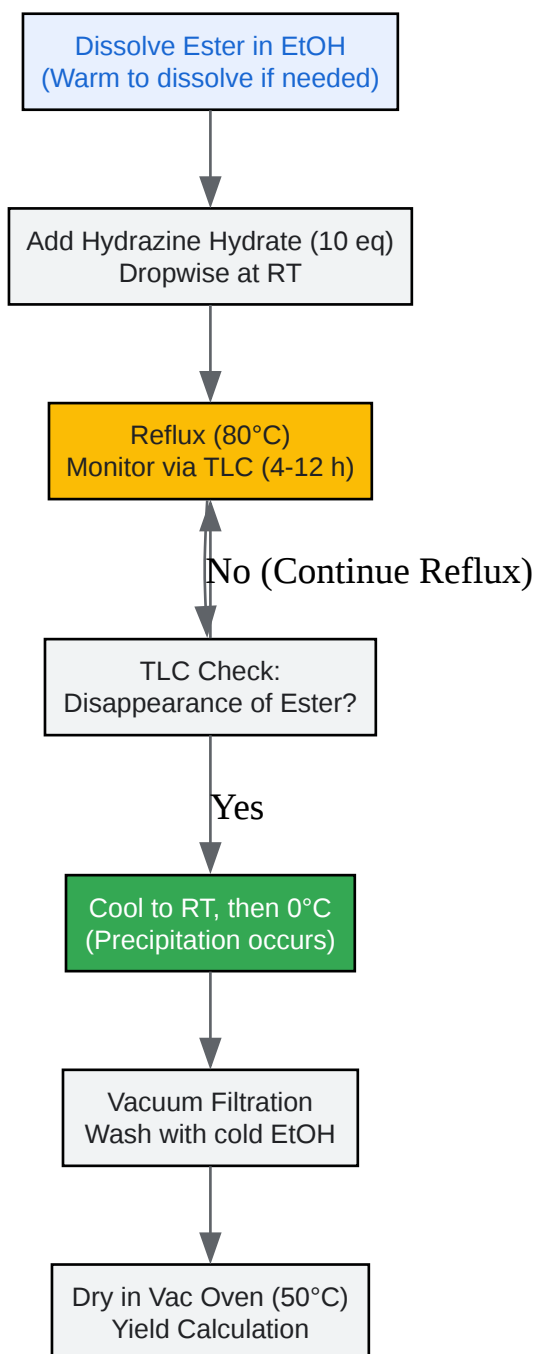 Dissolve Ester in EtOH
(Warm to dissolve if needed)
Add Hydrazine Hydrate (10 eq)
Dropwise at RT
Reflux (80°C)
Monitor via TLC (4-12 h)
No (Continue Reflux)
TLC Check:
Disappearance of Ester?
Yes
Cool to RT, then 0°C
(Precipitation occurs)
Vacuum Filtration
Wash with cold EtOH
Dry in Vac Oven (50°C)
Yield Calculation